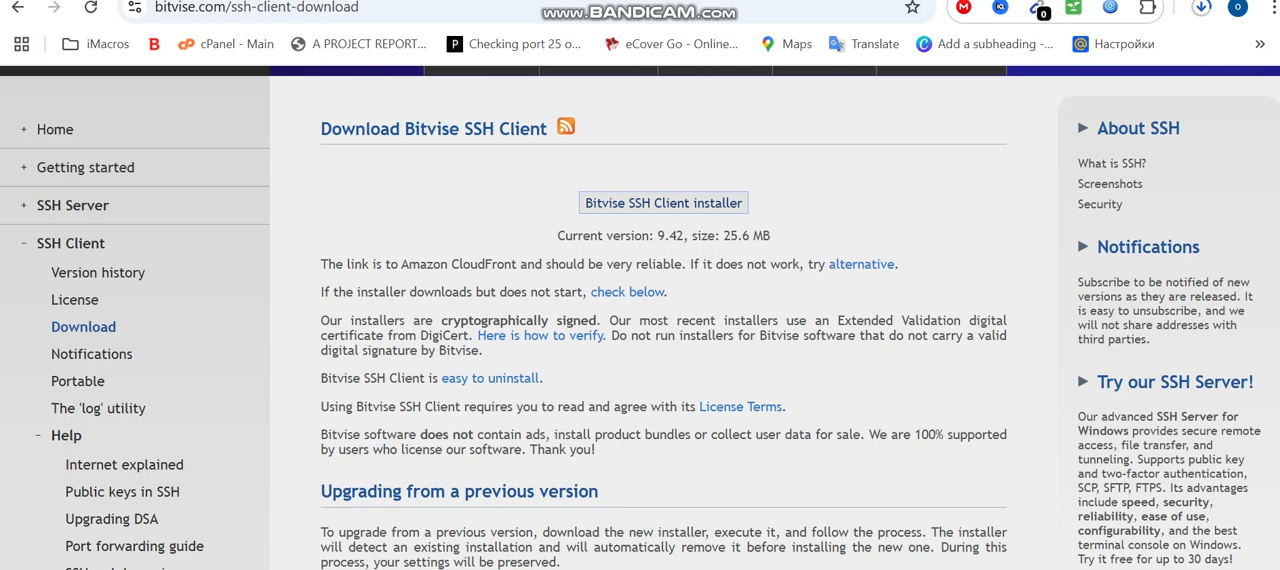 bitvise.com/ssh-client-download
www.BANDICAM.com
0
o
iMacros
B
cPanel - Main
A PROJECT REPORT...
Checking port 25 o...
eCover Go - Online...
Maps
Translate
Add a subheading -...
Настройки
»
+ Home
+ Getting started
+ SSH Server
− SSH Client
Version history
License
Download
Notifications
Portable
The 'log' utility
− Help
Internet explained
Public keys in SSH
Upgrading DSA
Port forwarding guide
Download Bitvise SSH Client
Bitvise SSH Client installer
Current version: 9.42, size: 25.6 MB
The link is to Amazon CloudFront and should be very reliable. If it does not work, try alternative.
If the installer downloads but does not start, check below.
Our installers are cryptographically signed. Our most recent installers use an Extended Validation digital
certificate from DigiCert. Here is how to verify. Do not run installers for Bitvise software that do not carry a valid
digital signature by Bitvise.
Bitvise SSH Client is easy to uninstall.
Using Bitvise SSH Client requires you to read and agree with its License Terms.
Bitvise software does not contain ads, install product bundles or collect user data for sale. We are 100% supported
by users who license our software. Thank you!
Upgrading from a previous version
To upgrade from a previous version, download the new installer, execute it, and follow the process. The installer
will detect an existing installation and will automatically remove it before installing the new one. During this
process, your settings will be preserved.
About SSH
What is SSH?
Screenshots
Security
Notifications
Subscribe to be notified of new
versions as they are released. It
is easy to unsubscribe, and we
will not share addresses with
third parties.
Try our SSH Server!
Our advanced SSH Server for
Windows provides secure remote
access, file transfer, and
tunneling. Supports public key
and two-factor authentication,
SCP, SFTP, FTPS. Its advantages
include speed, security,
reliability, ease of use,
configurability, and the best
terminal console on Windows.
Try it free for up to 30 days!